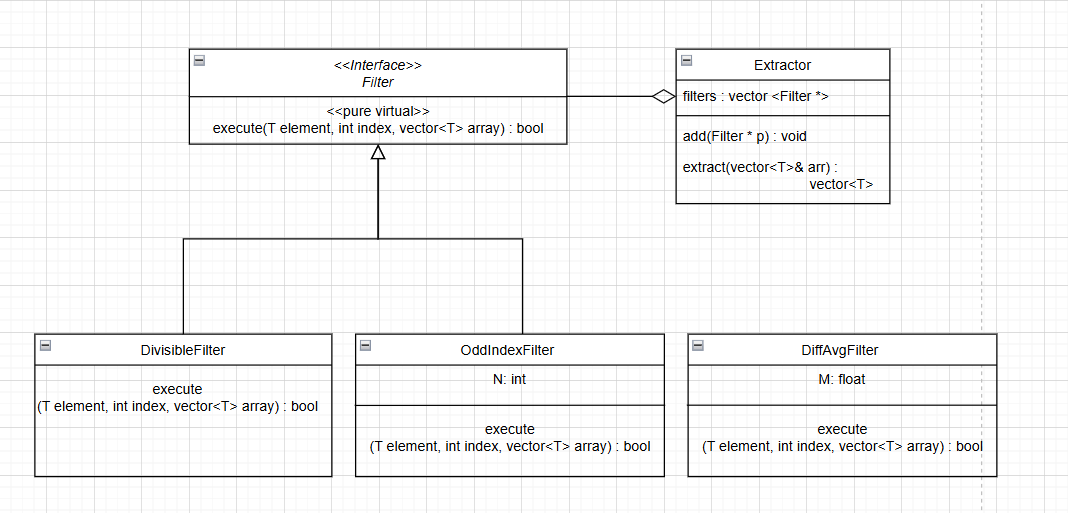 <<Interface>>
Filter
<<pure virtual>>
execute(T element, int index, vector<T> array) : bool
Extractor
filters : vector <Filter *>
add(Filter * p) : void
extract(vector<T>& arr) :
vector<T>
DivisibleFilter
execute
(T element, int index, vector<T> array) : bool
OddIndexFilter
N: int
execute
(T element, int index, vector<T> array) : bool
DiffAvgFilter
M: float
execute
(T element, int index, vector<T> array) : bool